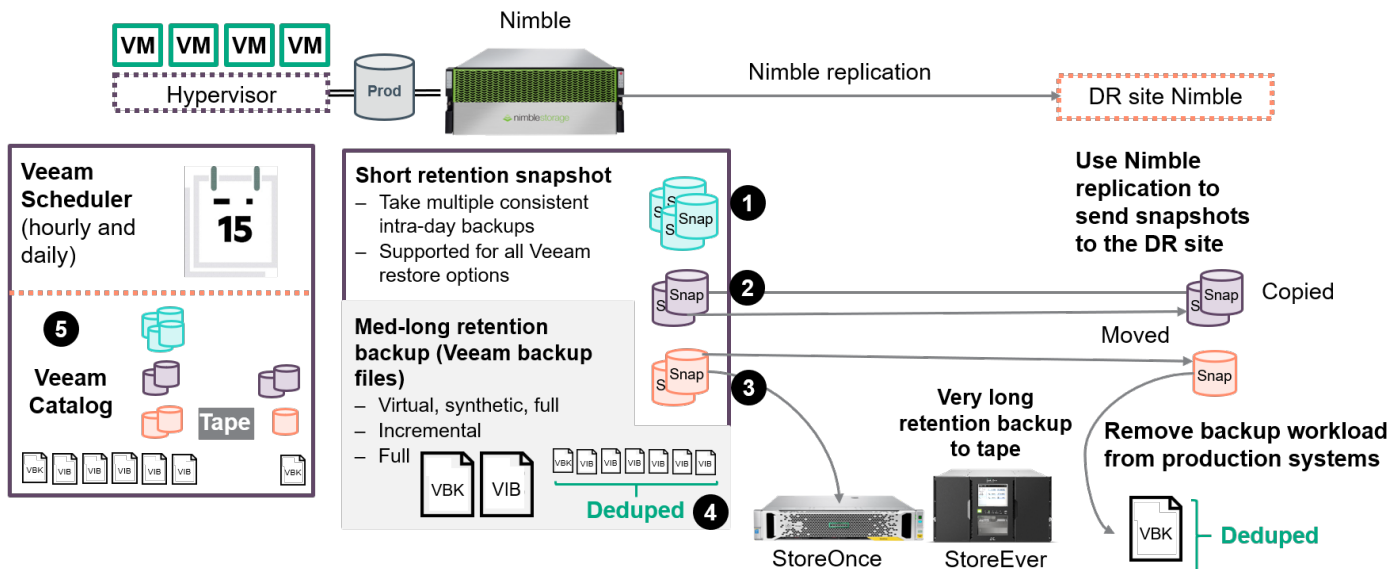 Nimble
VM VM VM VM
Hypervisor
Prod
nimblestorage
Nimble replication
DR site Nimble
Veeam
Scheduler
(hourly and
daily)
15
5
Veeam
Catalog
Tape
VBK VIB VIB VIB VIB VIB
VBK
Short retention snapshot
– Take multiple consistent
intra-day backups
– Supported for all Veeam
restore options
S S S Snap
1
S Snap
2
S Snap
3
Med-long retention
backup (Veeam backup
files)
– Virtual, synthetic, full
– Incremental
– Full
VBK VIB
VBK VIB VIB VIB VIB VIB VIB
Deduped 4
Use Nimble
replication to
send snapshots
to the DR site
S Snap
Copied
Moved
Snap
Very long
retention backup
to tape
StoreOnce
StoreEver
Remove backup workload
from production systems
VBK
Deduped